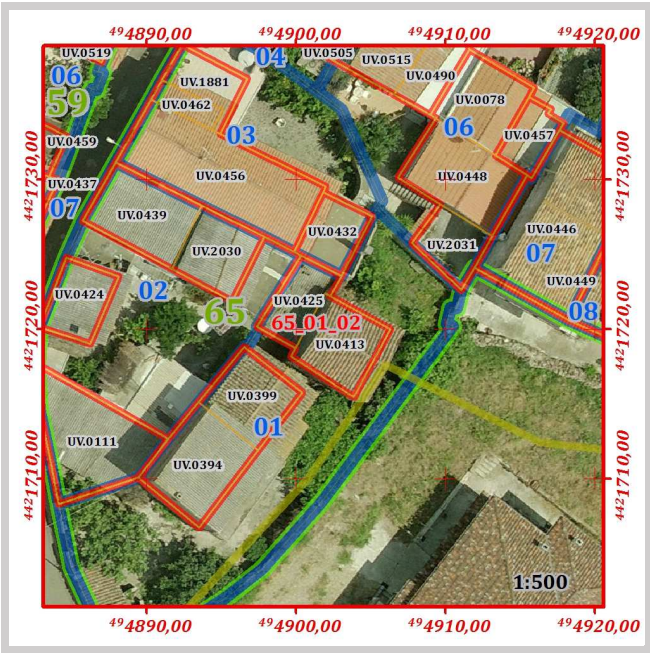 ⁴⁹4890,00 ⁴⁹4900,00 ⁴⁹4910,00 ⁴⁹4920,00
UV.0519 04 UV.0505 UV.0515
06 UV.1881 UV.0490
59 UV.0462 UV.0078
03 06 UV.0457
UV.0459
⁴⁴²1730,00 UV.0456 UV.0448 ⁴⁴²1730,00
UV.0437
07 UV.0439 UV.0432 UV.2031 UV.0446
UV.2030 07
UV.0424 02 UV.0425 UV.0449
65 08
⁴⁴²1720,00 65_01_02 ⁴⁴²1720,00
UV.0413
UV.0399
01
UV.0111
UV.0394
⁴⁴²1710,00 ⁴⁴²1710,00
1:500
⁴⁹4890,00 ⁴⁹4900,00 ⁴⁹4910,00 ⁴⁹4920,00